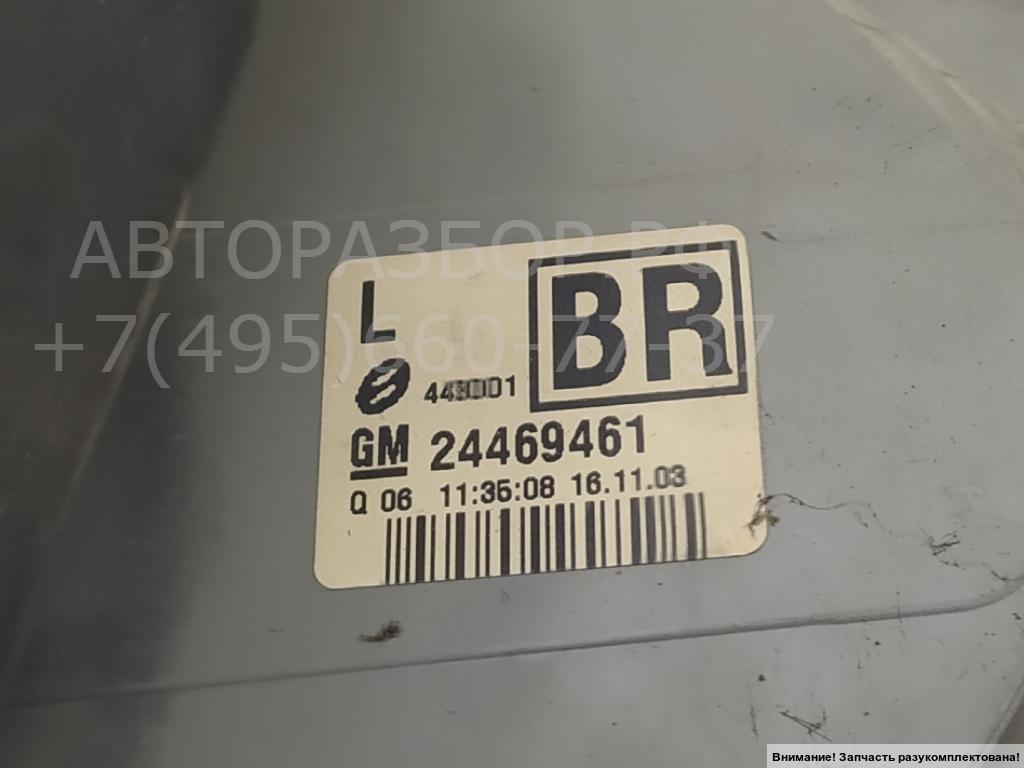 АВТОРАЗБОР.РФ
+7(495)660-77-37
L
BR
GM 24469461
Q 06 11:35:08 16.11.03
Внимание! Запчасть разукомплектована!